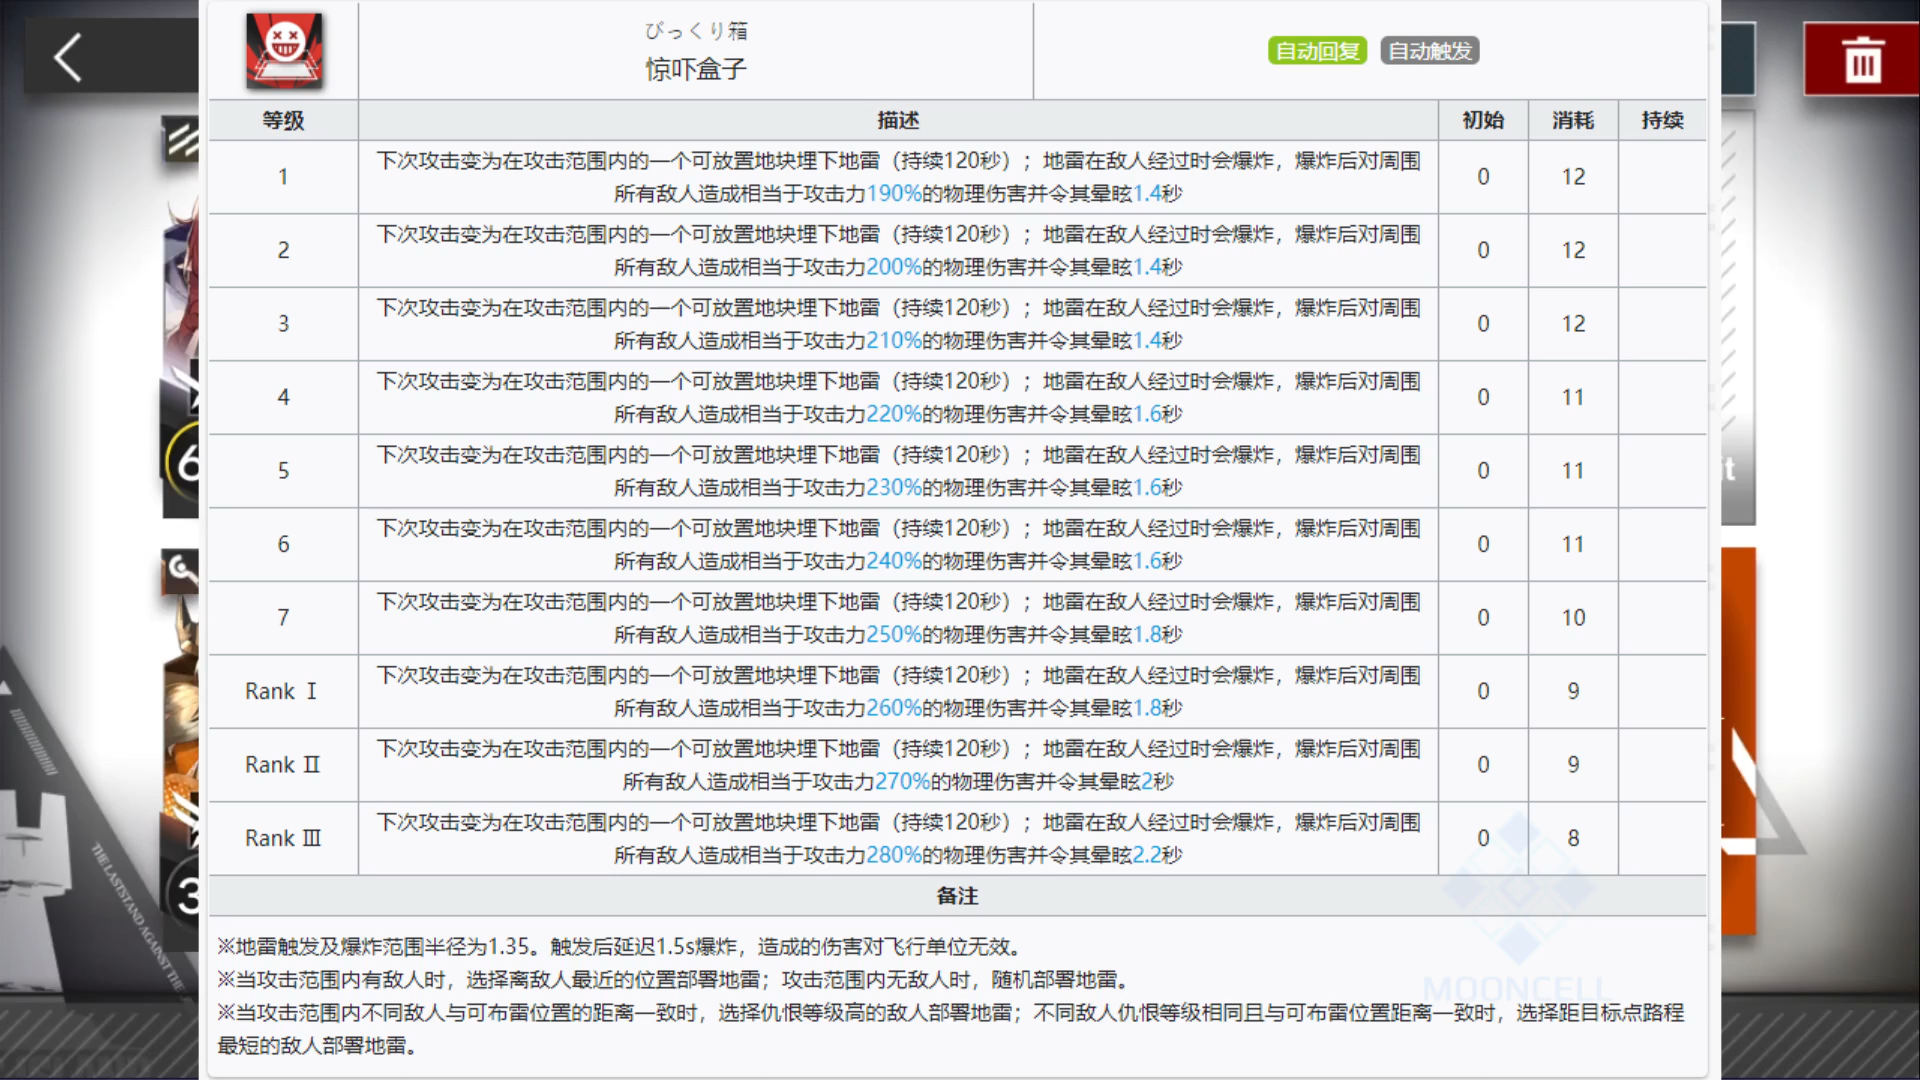 びっくり箱
惊吓盒子
自动回复 自动触发
等级 描述 初始 消耗 持续
1 下次攻击变为在攻击范围内的一个可放置地块埋下地雷（持续120秒）；地雷在敌人经过时会爆炸，爆炸后对周围 0 12
所有敌人造成相当于攻击力190%的物理伤害并令其晕眩1.4秒
2 下次攻击变为在攻击范围内的一个可放置地块埋下地雷（持续120秒）；地雷在敌人经过时会爆炸，爆炸后对周围 0 12
所有敌人造成相当于攻击力200%的物理伤害并令其晕眩1.4秒
3 下次攻击变为在攻击范围内的一个可放置地块埋下地雷（持续120秒）；地雷在敌人经过时会爆炸，爆炸后对周围 0 12
所有敌人造成相当于攻击力210%的物理伤害并令其晕眩1.4秒
4 下次攻击变为在攻击范围内的一个可放置地块埋下地雷（持续120秒）；地雷在敌人经过时会爆炸，爆炸后对周围 0 11
所有敌人造成相当于攻击力220%的物理伤害并令其晕眩1.6秒
5 下次攻击变为在攻击范围内的一个可放置地块埋下地雷（持续120秒）；地雷在敌人经过时会爆炸，爆炸后对周围 0 11
所有敌人造成相当于攻击力230%的物理伤害并令其晕眩1.6秒
6 下次攻击变为在攻击范围内的一个可放置地块埋下地雷（持续120秒）；地雷在敌人经过时会爆炸，爆炸后对周围 0 11
所有敌人造成相当于攻击力240%的物理伤害并令其晕眩1.6秒
7 下次攻击变为在攻击范围内的一个可放置地块埋下地雷（持续120秒）；地雷在敌人经过时会爆炸，爆炸后对周围 0 10
所有敌人造成相当于攻击力250%的物理伤害并令其晕眩1.8秒
Rank Ⅰ 下次攻击变为在攻击范围内的一个可放置地块埋下地雷（持续120秒）；地雷在敌人经过时会爆炸，爆炸后对周围 0 9
所有敌人造成相当于攻击力260%的物理伤害并令其晕眩1.8秒
Rank Ⅱ 下次攻击变为在攻击范围内的一个可放置地块埋下地雷（持续120秒）；地雷在敌人经过时会爆炸，爆炸后对周围 0 9
所有敌人造成相当于攻击力270%的物理伤害并令其晕眩2秒
Rank Ⅲ 下次攻击变为在攻击范围内的一个可放置地块埋下地雷（持续120秒）；地雷在敌人经过时会爆炸，爆炸后对周围 0 8
所有敌人造成相当于攻击力280%的物理伤害并令其晕眩2.2秒
备注
※地雷触发及爆炸范围半径为1.35。触发后延迟1.5s爆炸，造成的伤害对飞行单位无效。
※当攻击范围内有敌人时，选择离敌人最近的位置部署地雷；攻击范围内无敌人时，随机部署地雷。
※当攻击范围内不同敌人与可布雷位置的距离一致时，选择仇恨等级高的敌人部署地雷；不同敌人仇恨等级相同且与可布雷位置距离一致时，选择距目标点路程
最短的敌人部署地雷。
MOONCELL
6
3
THE LAST STAND AGAINST THE